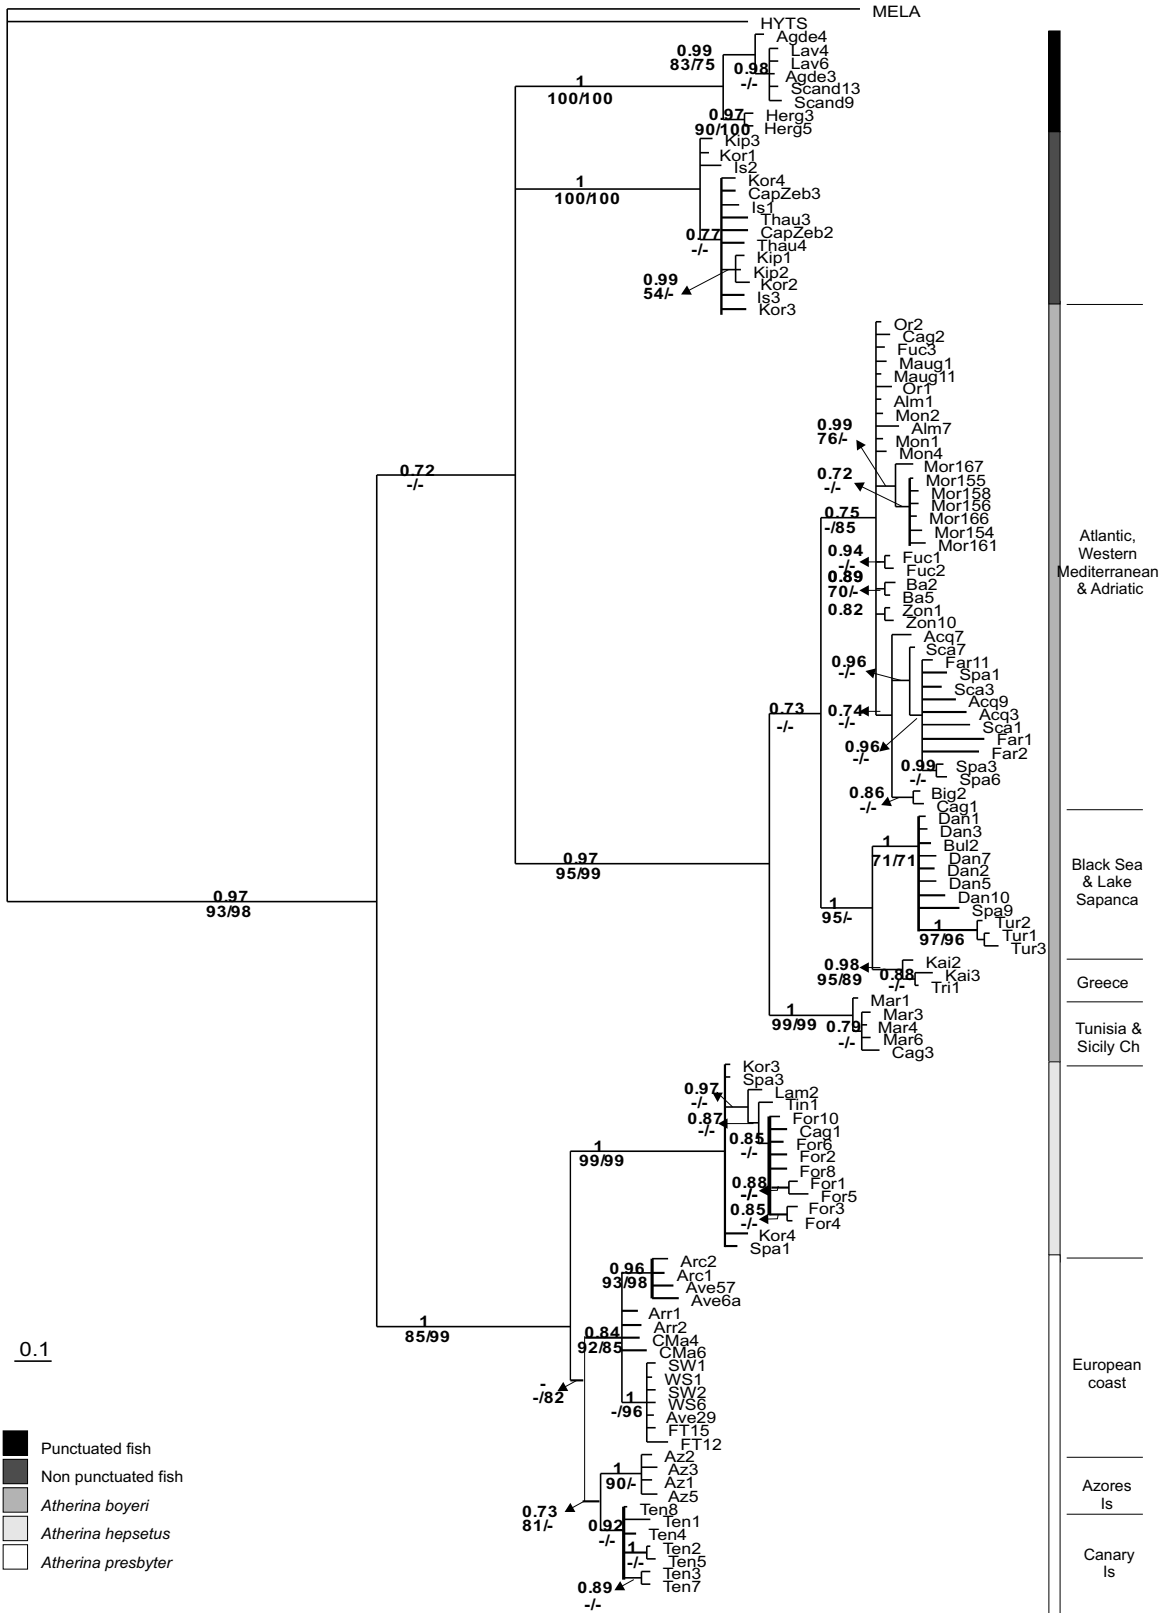 MELA
HYTS
Agde4
0.99
83/75
Lav4
Lav6
0.98
-/-
Agde3
Scand13
Scand9
1
100/100
0.97
90/100
Herg3
Herg5
Kip3
Kor1
Is2
1
100/100
Kor4
CapZeb3
Is1
Thau3
CapZeb2
0.77
-/-
Thau4
Kip1
Kip2
Kor2
0.99
54/-
Is3
Kor3
Or2
Cag2
Fuc3
Maug1
Maug11
Or1
Alm1
Mon2
Alm7
Mon1
Mon4
0.99
76/-
Mor167
0.72
-/-
Mor155
Mor158
Mor156
Mor166
Mor154
Mor161
0.72
-/-
0.75
-/85
0.94
-/-
Fuc1
Fuc2
0.89
70/-
Ba2
Ba5
0.82
Zon1
Zon10
Acq7
Sca7
0.96
-/-
Far11
Spa1
Sca3
Acq9
0.74
-/-
Acq3
Sca1
Far1
0.96
-/-
Far2
0.99
-/-
Spa3
Spa6
0.86
-/-
Big2
Cag1
0.73
-/-
Atlantic,
Western
Mediterranean
& Adriatic
Dan1
Dan3
Bul2
1
71/71
Dan7
Dan2
Dan5
Dan10
Spa9
1
97/96
Tur2
Tur1
Tur3
0.97
95/99
1
95/-
Black Sea
& Lake
Sapanca
0.97
93/98
0.98
95/89
Kai2
0.88
-/-
Kai3
Tri1
Greece
1
99/99
Mar1
Mar3
0.79
-/-
Mar4
Mar6
Cag3
Tunisia &
Sicily Ch
Kor3
Spa3
0.97
-/-
Lam2
Tin1
0.87
-/-
For10
Cag1
0.85
-/-
For6
For2
For8
1
99/99
0.88
-/-
For1
For5
0.85
-/-
For3
For4
Kor4
Spa1
0.96
93/98
Arc2
Arc1
Ave57
Ave6a
1
85/99
Arr1
Arr2
0.84
92/85
CMa4
CMa6
SW1
WS1
SW2
1
-/96
WS6
Ave29
FT15
FT12
-
-/82
European
coast
0.1
1
90/-
Az2
Az3
Az1
Az5
Azores
Is
0.73
81/-
Ten8
Ten1
0.92
-/-
Ten4
1
-/-
Ten2
Ten5
0.89
-/-
Ten3
Ten7
Canary
Is
Punctuated fish
Non punctuated fish
Atherina boyeri
Atherina hepsetus
Atherina presbyter